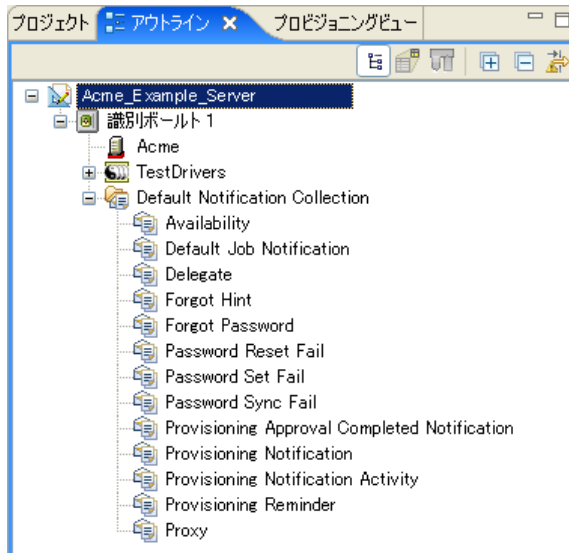 プロジェクト アウトライン プロビジョニングビュー
Acme_Example_Server
識別ボールト1
Acme
TestDrivers
Default Notification Collection
Availability
Default Job Notification
Delegate
Forgot Hint
Forgot Password
Password Reset Fail
Password Set Fail
Password Sync Fail
Provisioning Approval Completed Notification
Provisioning Notification
Provisioning Notification Activity
Provisioning Reminder
Proxy